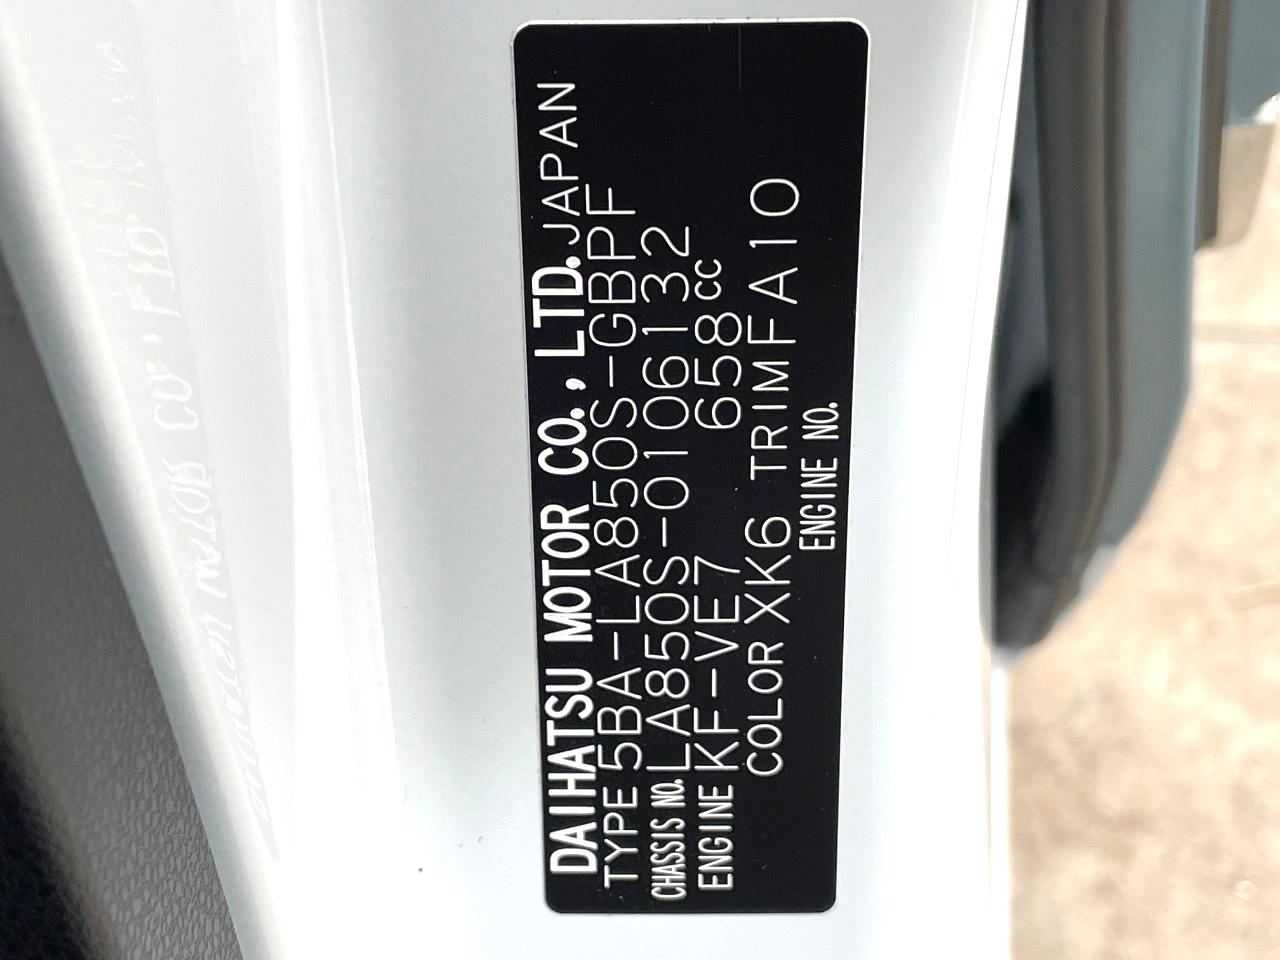 DAIHATSU MOTOR CO., LTD. JAPAN
TYPE 5BA-LA850S-GBPF
CHASSIS NO. LA850S-0106132
ENGINE KF-VE7 658cc
COLOR XK6 TRIM FA10
ENGINE NO.